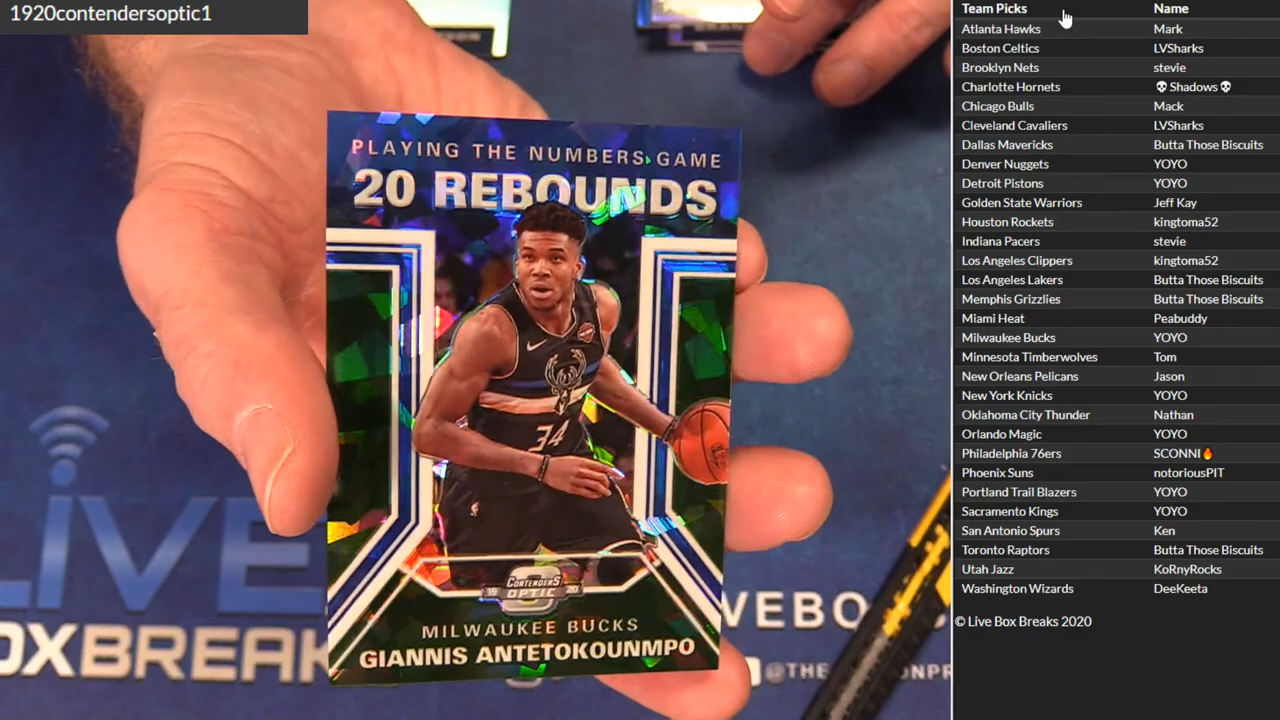 1920contendersoptic1
PLAYING THE NUMBERS GAME
20 REBOUNDS
34
CONTENDERS
19 OPTIC 20
MILWAUKEE BUCKS
GIANNIS ANTETOKOUNMPO
LIVE
OXBREAK
VEBO
@THE
Team Picks Name
Atlanta Hawks Mark
Boston Celtics LVSharks
Brooklyn Nets stevie
Charlotte Hornets 💀Shadows💀
Chicago Bulls Mack
Cleveland Cavaliers LVSharks
Dallas Mavericks Butta Those Biscuits
Denver Nuggets YOYO
Detroit Pistons YOYO
Golden State Warriors Jeff Kay
Houston Rockets kingtoma52
Indiana Pacers stevie
Los Angeles Clippers kingtoma52
Los Angeles Lakers Butta Those Biscuits
Memphis Grizzlies Butta Those Biscuits
Miami Heat Peabuddy
Milwaukee Bucks YOYO
Minnesota Timberwolves Tom
New Orleans Pelicans Jason
New York Knicks YOYO
Oklahoma City Thunder Nathan
Orlando Magic YOYO
Philadelphia 76ers SCONNI🔥
Phoenix Suns notoriousPIT
Portland Trail Blazers YOYO
Sacramento Kings YOYO
San Antonio Spurs Ken
Toronto Raptors Butta Those Biscuits
Utah Jazz KoRnyRocks
Washington Wizards DeeKeeta
© Live Box Breaks 2020